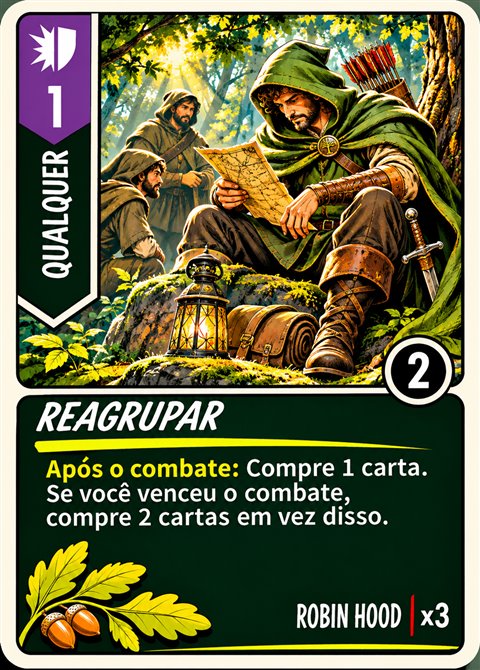 1
QUALQUER
2
REAGRUPAR
Após o combate: Compre 1 carta.
Se você venceu o combate,
compre 2 cartas em vez disso.
ROBIN HOOD | x3